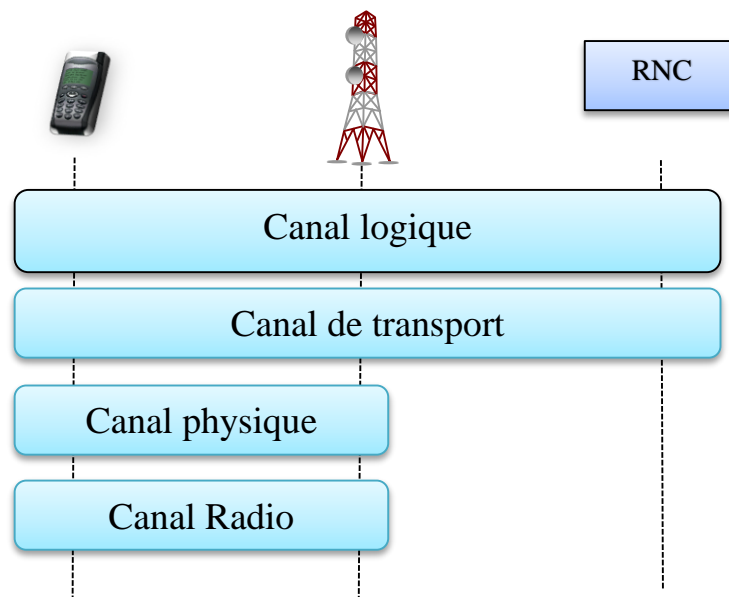 RNC
Canal logique
Canal de transport
Canal physique
Canal Radio